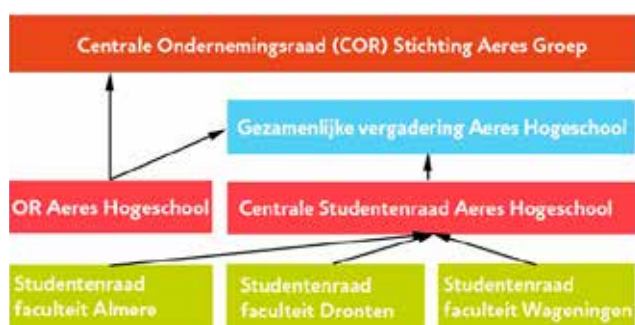 Centrale Ondernemingsraad (COR) Stichting Aeres Groep
Gezamenlijke vergadering Aeres Hogeschool
OR Aeres Hogeschool
Centrale Studentenraad Aeres Hogeschool
Studentenraad
faculteit Almere
Studentenraad
faculteit Dronten
Studentenraad
faculteit Wageningen